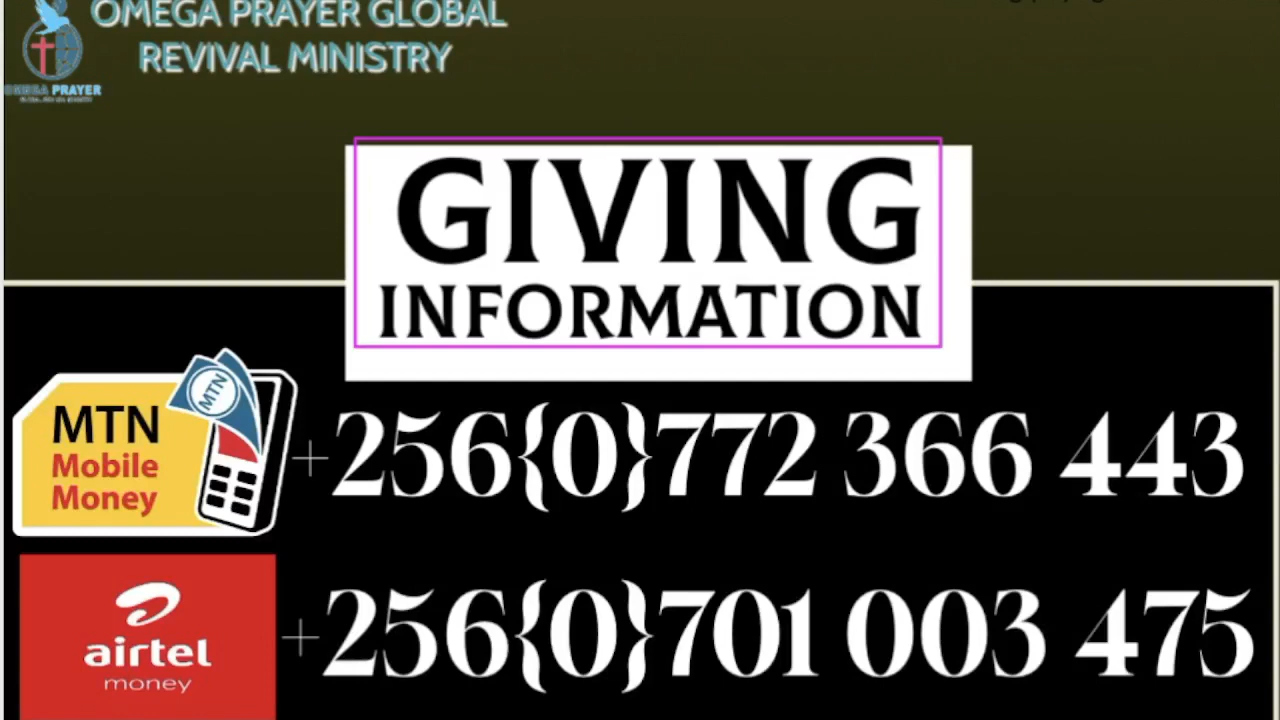 OMEGA PRAYER GLOBAL
REVIVAL MINISTRY
OMEGA PRAYER
GIVING
INFORMATION
MTN
MTN
Mobile
Money
+256{0}772 366 443
airtel
money
+256{0}701 003 475